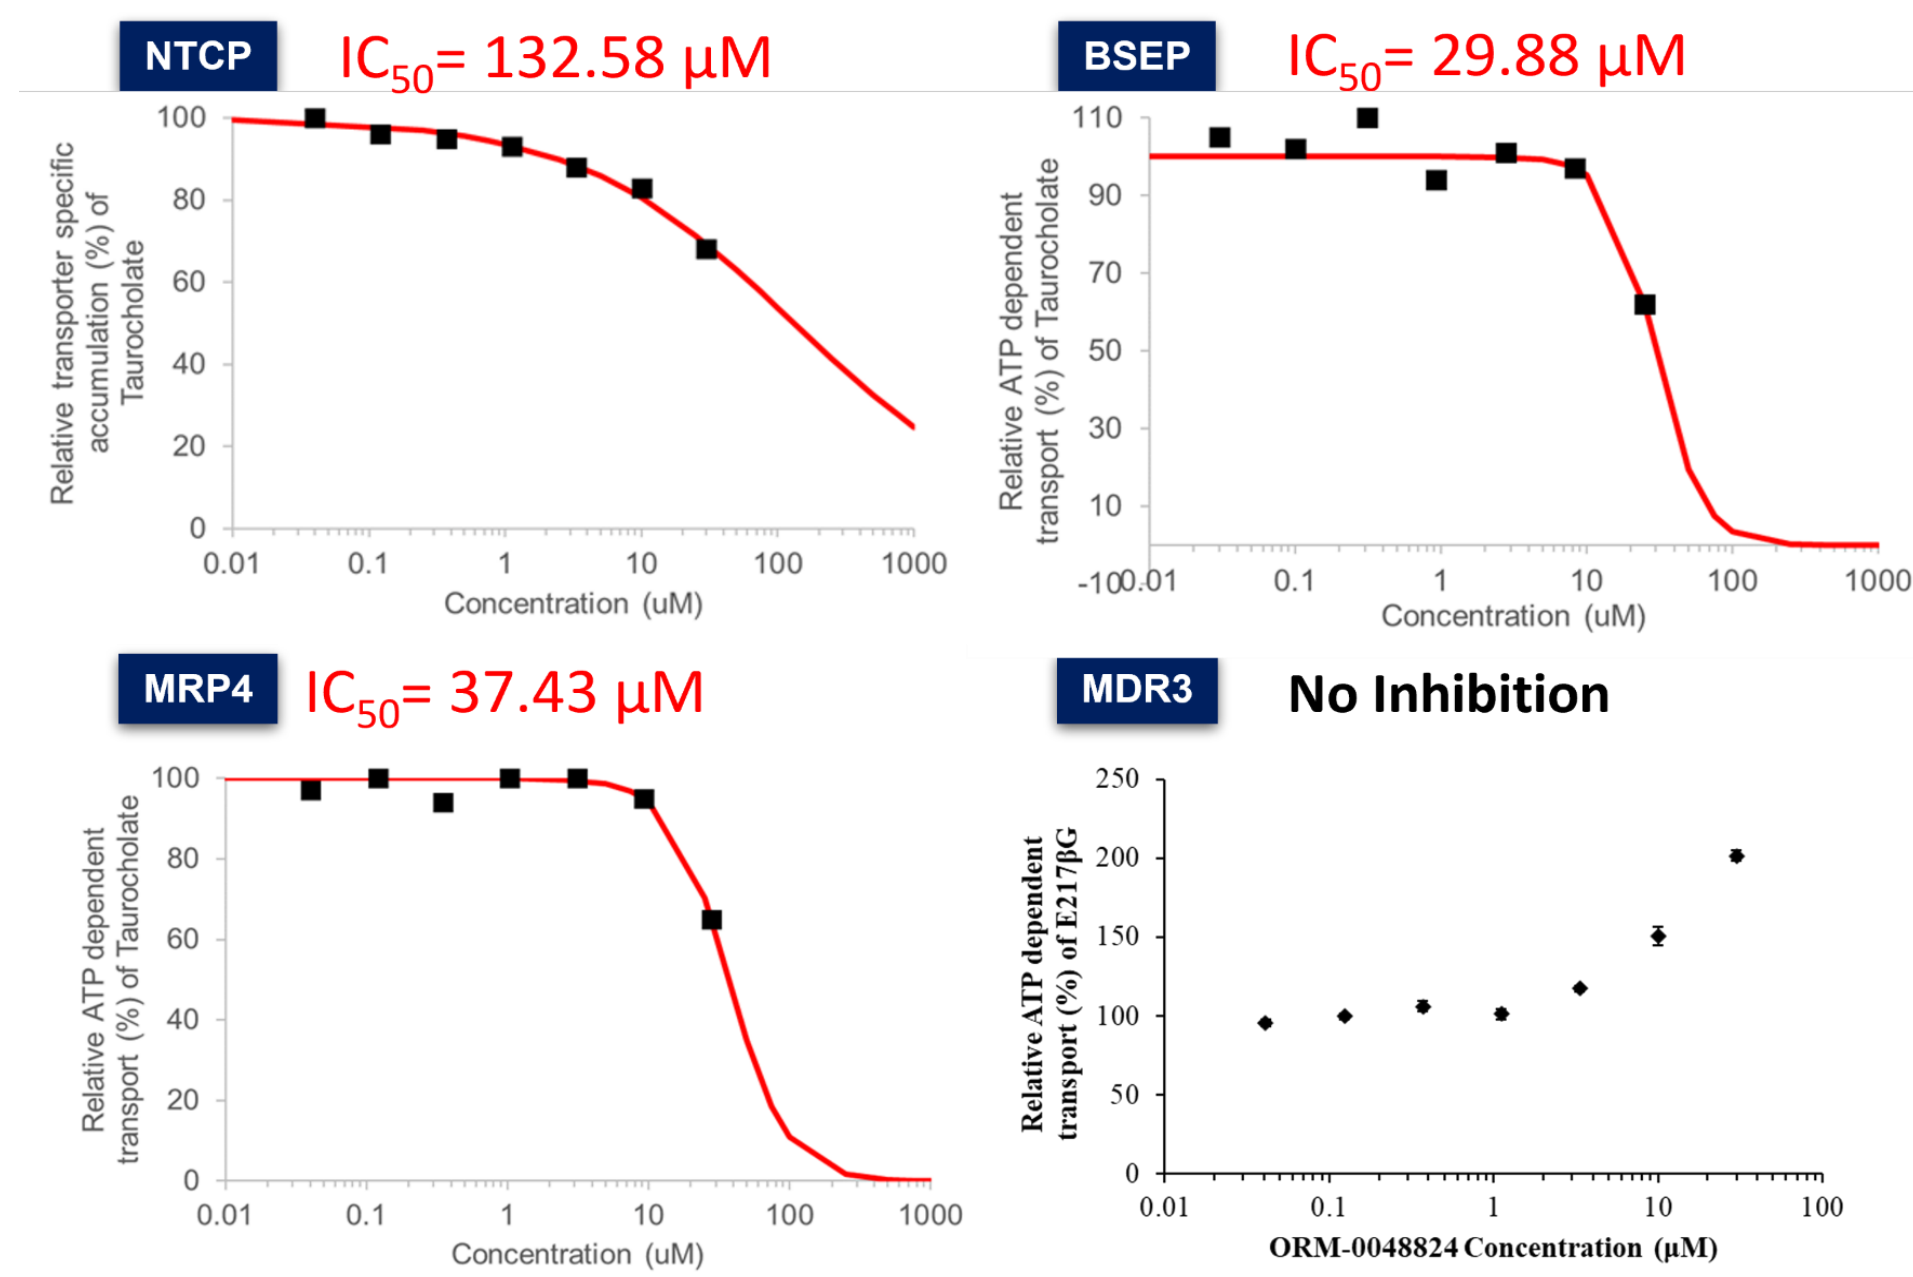 NTCP
IC50= 132.58 µM
100
80
60
40
20
0
0.01 0.1 1 10 100 1000
Relative transporter specific
accumulation (%) of
Taurocholate
Concentration (uM)
BSEP
IC50= 29.88 µM
110
90
70
50
30
10
-10
0.01 0.1 1 10 100 1000
Relative ATP dependent
transport (%) of Taurocholate
Concentration (uM)
MRP4
IC50= 37.43 µM
100
80
60
40
20
0
0.01 0.1 1 10 100 1000
Relative ATP dependent
transport (%) of Taurocholate
Concentration (uM)
MDR3
No Inhibition
250
200
150
100
50
0
0.01 0.1 1 10 100
Relative ATP dependent
transport (%) of E217βG
ORM-0048824 Concentration (µM)